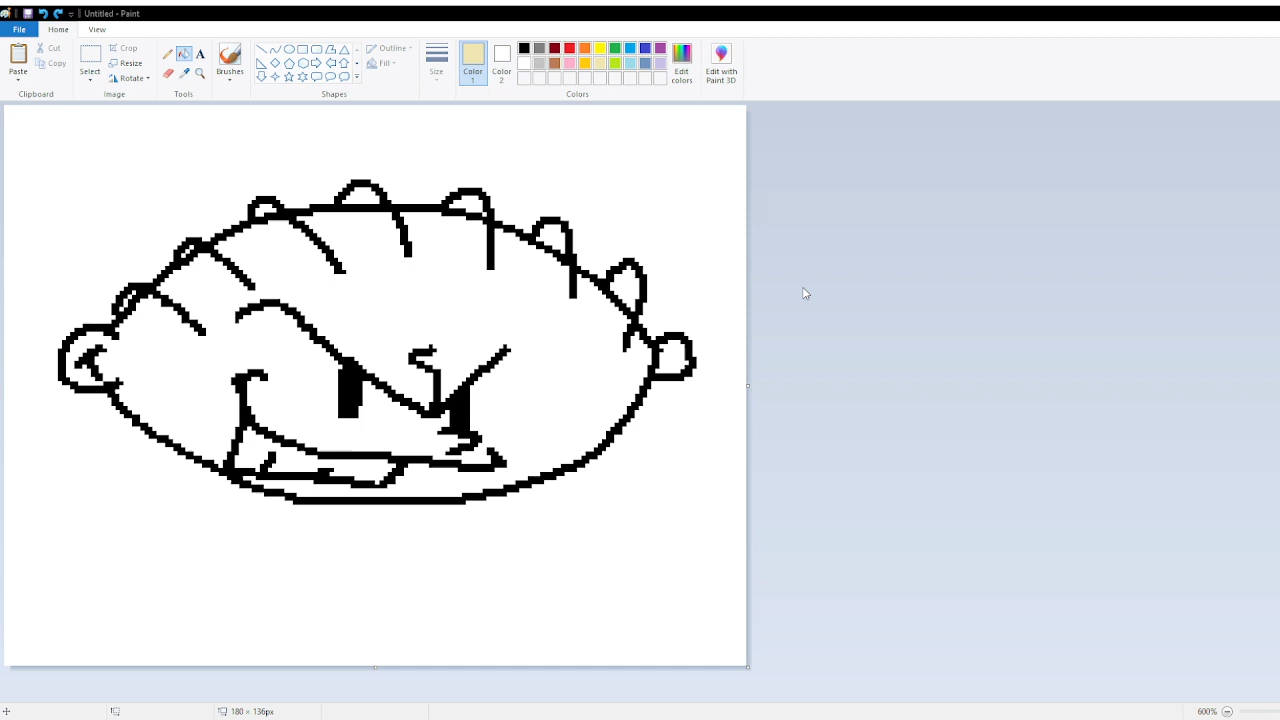 Untitled - Paint
File Home View
Paste
Cut
Copy
Clipboard
Select
Crop
Resize
Rotate
Image
A
Tools
Brushes
Outline
Fill
Shapes
Size
Color 1
Color 2
Edit colors
Colors
Edit with Paint 3D
180 × 136px
600%